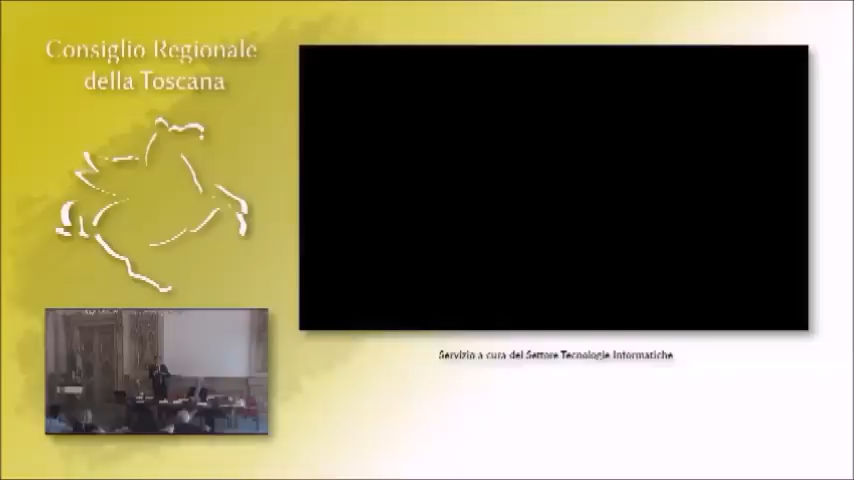 Consiglio Regionale
della Toscana
Servizio a cura del Settore Tecnologie Informatiche